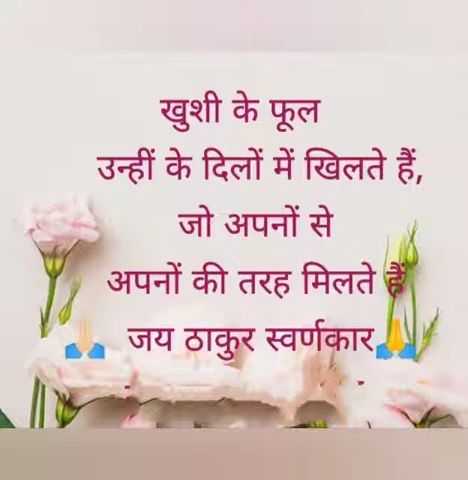 खुशी के फूल
उन्हीं के दिलों में खिलते हैं,
जो अपनों से
अपनों की तरह मिलते हैं
🙏🏻 जय ठाकुर स्वर्णकार🙏